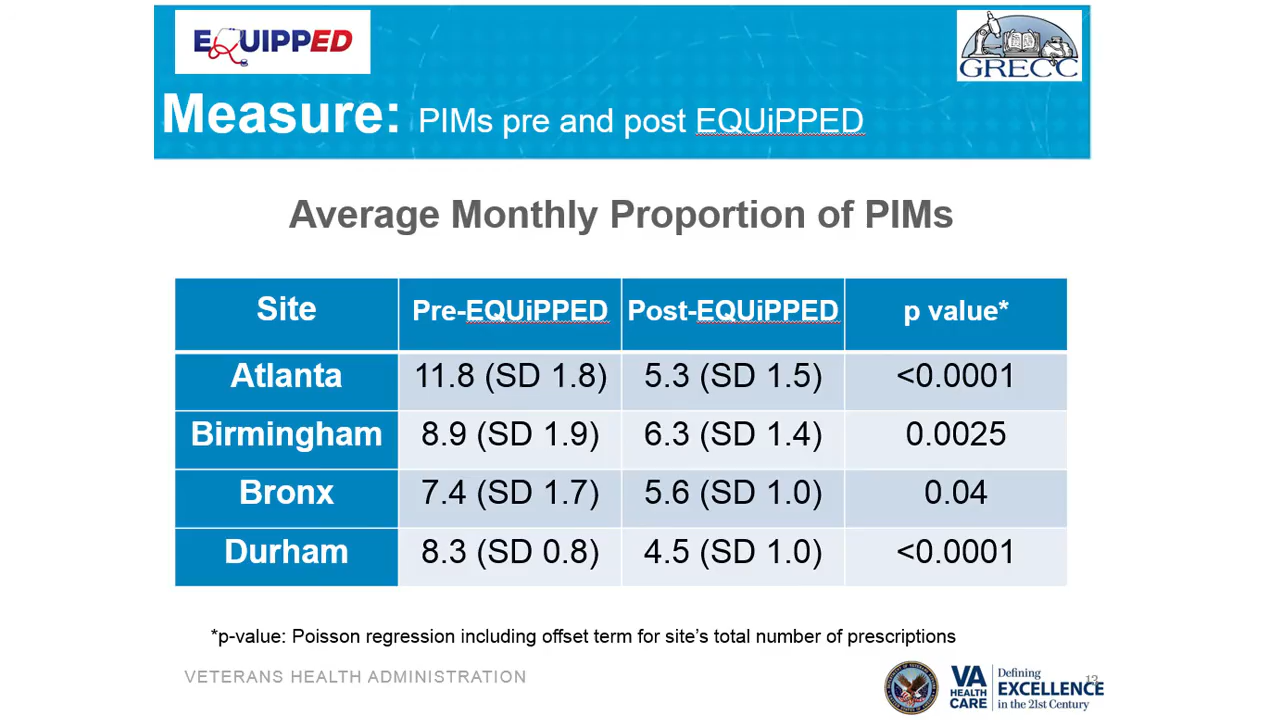 EQUIPPED
GRECC
Measure: PIMs pre and post EQUiPPED
Average Monthly Proportion of PIMs
Site Pre-EQUiPPED Post-EQUiPPED p value*
Atlanta 11.8 (SD 1.8) 5.3 (SD 1.5) <0.0001
Birmingham 8.9 (SD 1.9) 6.3 (SD 1.4) 0.0025
Bronx 7.4 (SD 1.7) 5.6 (SD 1.0) 0.04
Durham 8.3 (SD 0.8) 4.5 (SD 1.0) <0.0001
*p-value: Poisson regression including offset term for site’s total number of prescriptions
VETERANS HEALTH ADMINISTRATION
VA
HEALTH
CARE
Defining
EXCELLENCE
in the 21st Century